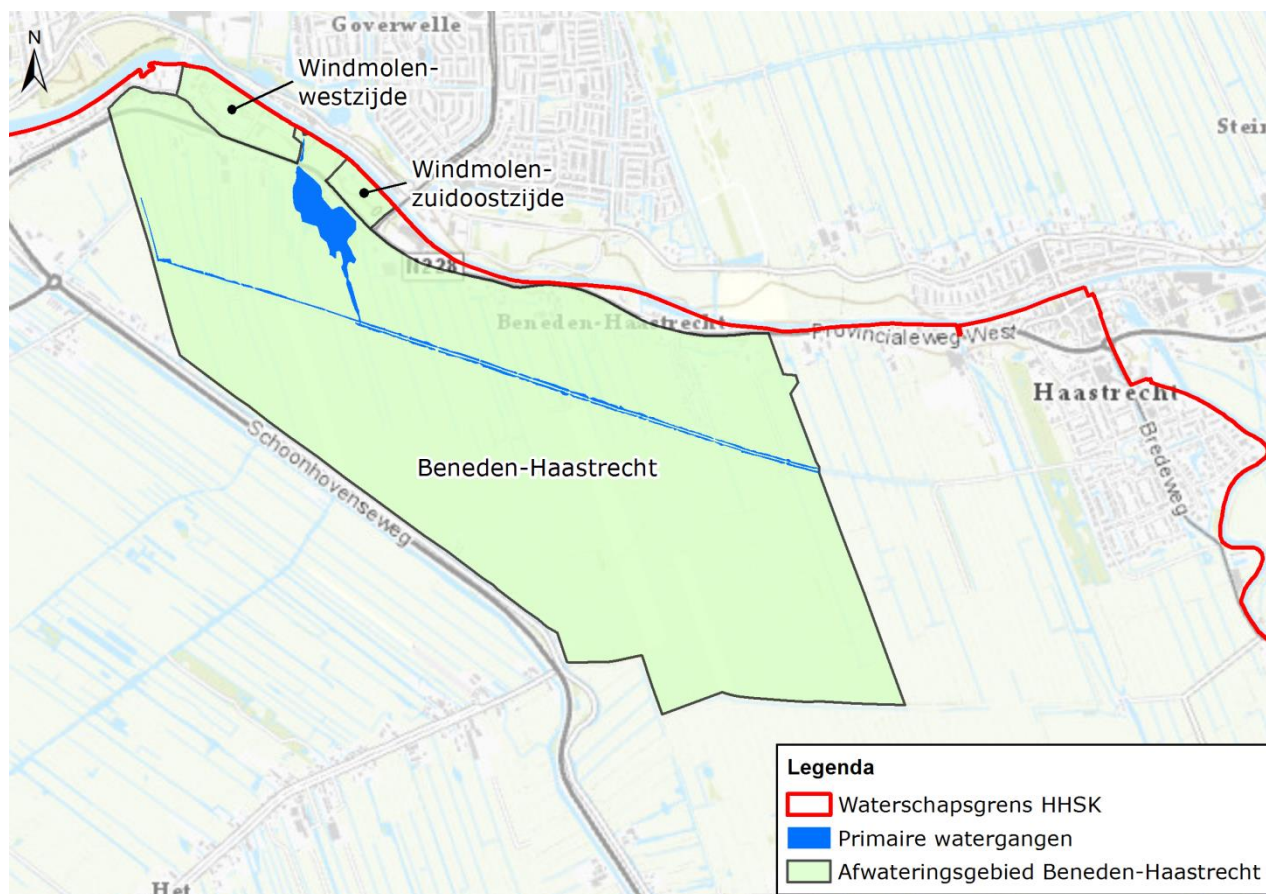 Goverwelle
N
Windmolen-
westzijde
Stein
Windmolen-
zuidoostzijde
N228
Beneden-Haastrecht
Provincialeweg-West
Haastrecht
Bredeweg
Schoonhovenseweg
Beneden-Haastrecht
Het
Legenda
Waterschapsgrens HHSK
Primaire watergangen
Afwateringsgebied Beneden-Haastrecht